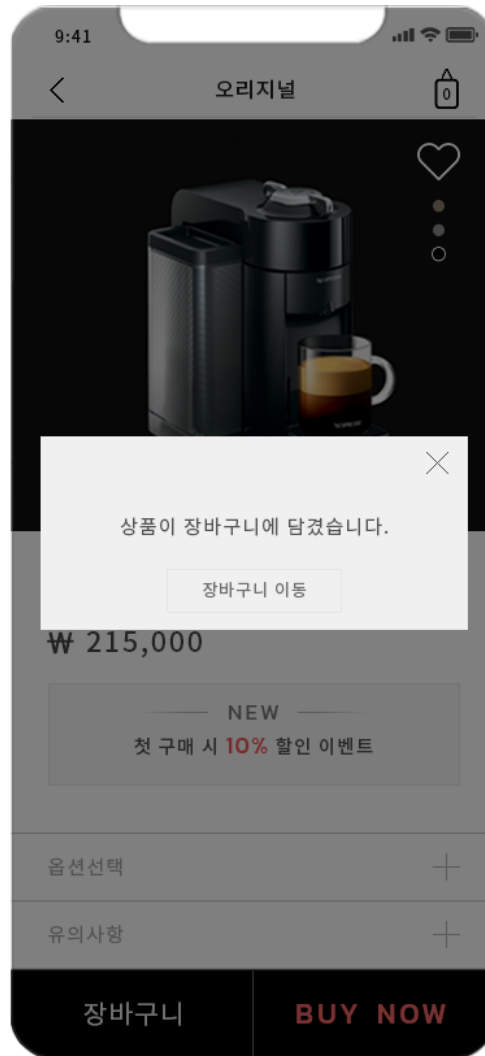 9:41
오리지널
0
상품이 장바구니에 담겼습니다.
장바구니 이동
₩ 215,000
NEW
첫 구매 시 10% 할인 이벤트
옵션선택
유의사항
장바구니
BUY NOW